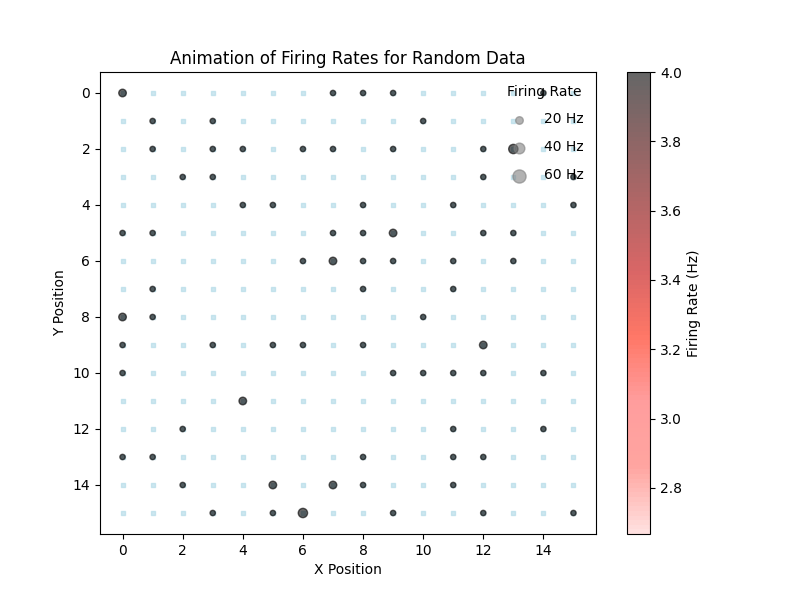 Animation of Firing Rates for Random Data
Firing Rate
20 Hz
40 Hz
60 Hz
0
2
4
6
8
10
12
14
Y Position
0 2 4 6 8 10 12 14
X Position
4.0
3.8
3.6
3.4
3.2
3.0
2.8
Firing Rate (Hz)